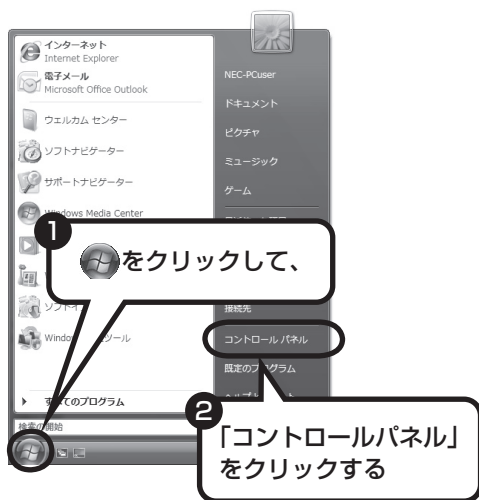 インターネット
Internet Explorer
電子メール
Microsoft Office Outlook
ウェルカム センター
ソフトナビゲーター
サポートナビゲーター
Windows Media Center
すべてのプログラム
検索の開始
NEC-PCuser
ドキュメント
ピクチャ
ミュージック
ゲーム
接続先
コントロール パネル
既定のプログラム
1
をクリックして、
2
「コントロールパネル」
をクリックする